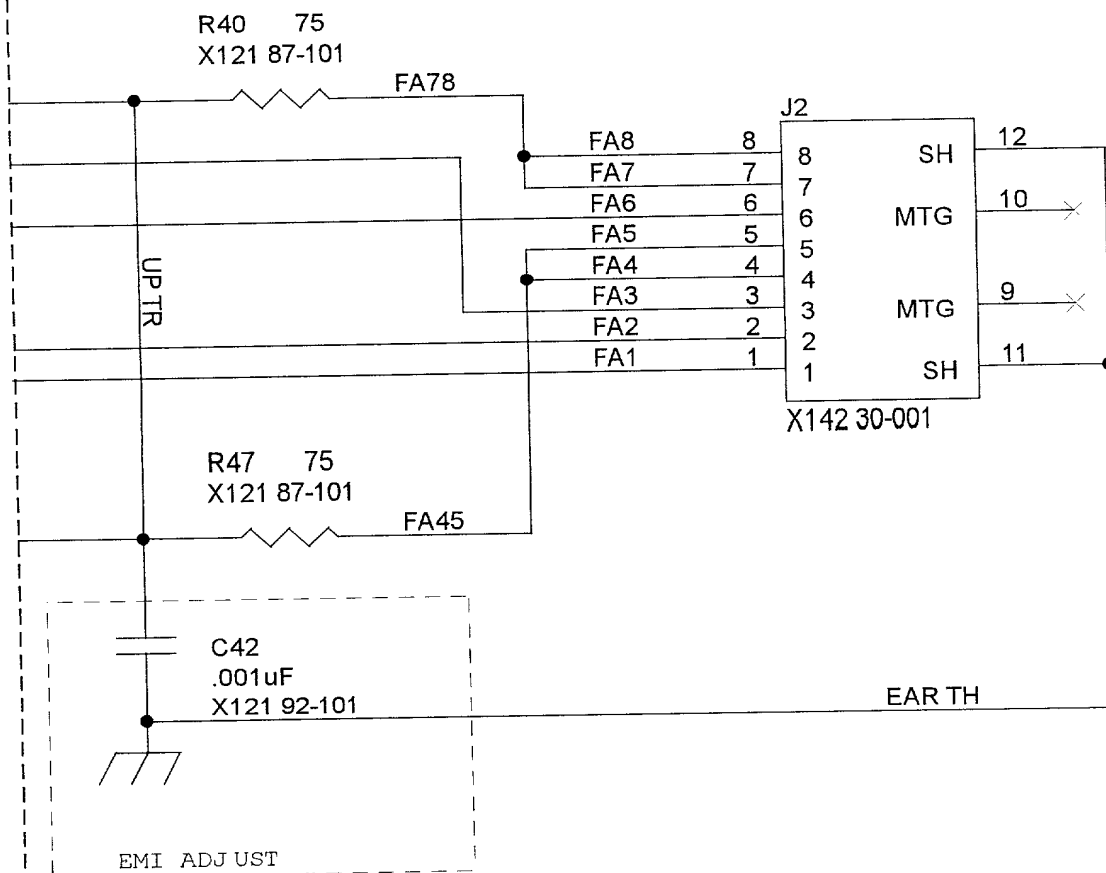 R40 75
X121 87-101
FA78
J2
FA8 8 8 SH 12
FA7 7 7
FA6 6 6 MTG 10
FA5 5 5
FA4 4 4
FA3 3 3 MTG 9
FA2 2 2
FA1 1 1 SH 11
X142 30-001
UPTR
R47 75
X121 87-101
FA45
C42
.001uF
X121 92-101
EAR TH
EMI ADJ UST